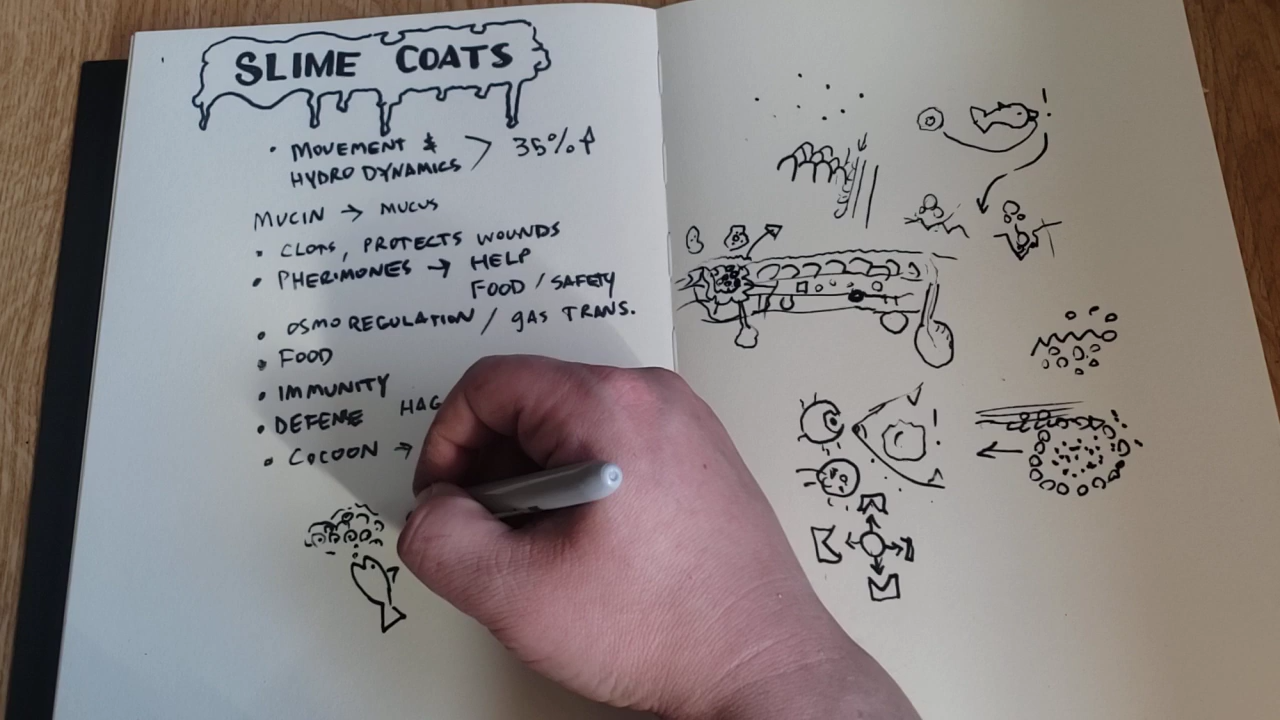 SLIME COATS
• MOVEMENT & > 35% ↑
HYDRO DYNAMICS
MUCIN → MUCUS
• CLOTS, PROTECTS WOUNDS
• PHERIMONES → HELP
FOOD / SAFETY
• OSMOREGULATION / GAS TRANS.
• FOOD
• IMMUNITY
• DEFENSE HAG
• COCOON →